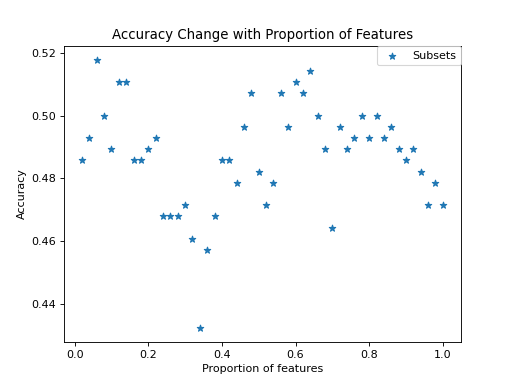 Accuracy Change with Proportion of Features
Subsets
0.52
0.50
0.48
0.46
0.44
Accuracy
0.0 0.2 0.4 0.6 0.8 1.0
Proportion of features